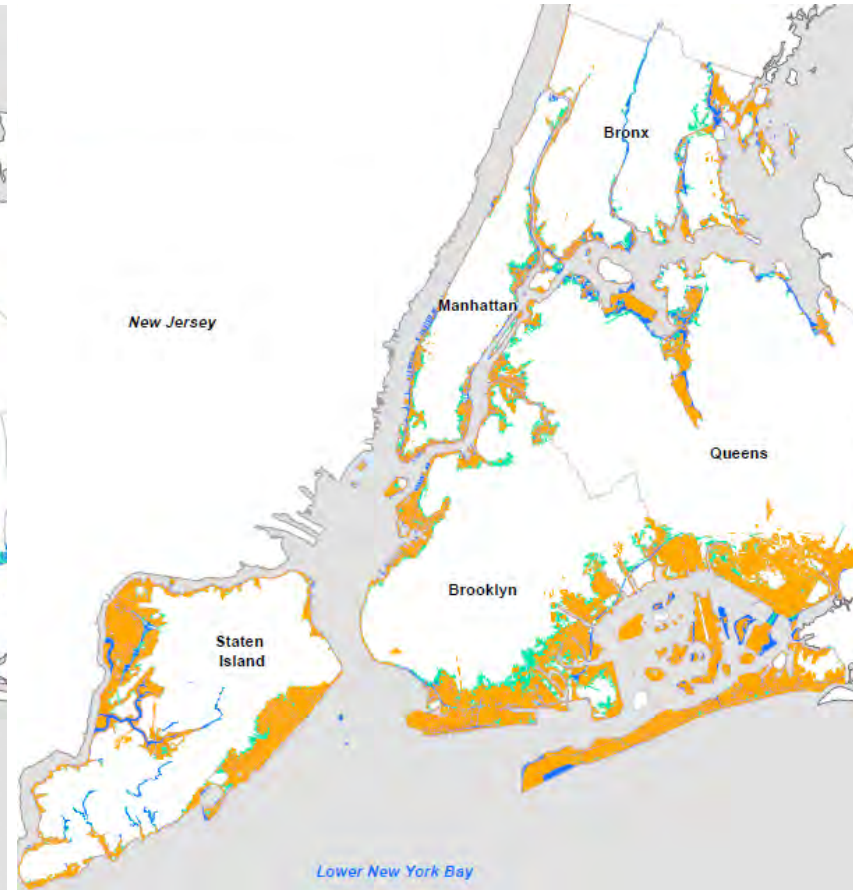 Bronx
Manhattan
New Jersey
Queens
Brooklyn
Staten
Island
Lower New York Bay